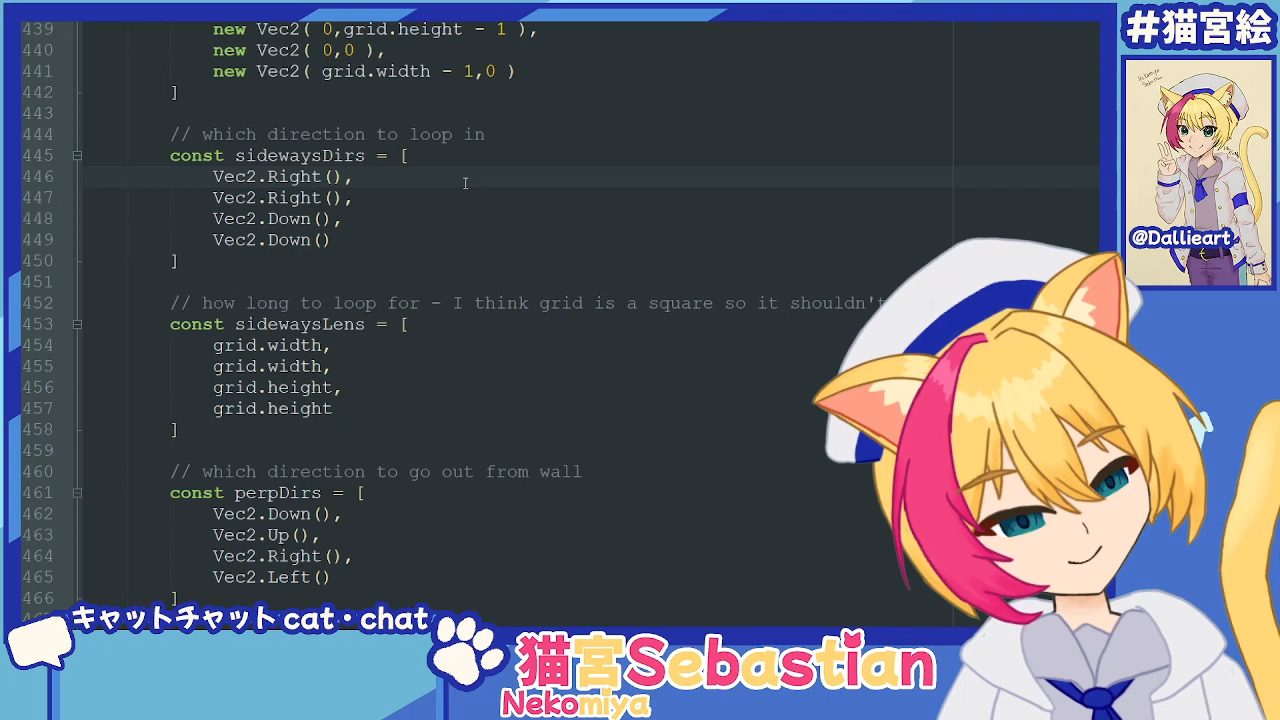 439 new Vec2( 0,grid.height - 1 ),
440 new Vec2( 0,0 ),
441 new Vec2( grid.width - 1,0 )
442 ]
443
444 // which direction to loop in
445 const sidewaysDirs = [
446 Vec2.Right(),
447 Vec2.Right(),
448 Vec2.Down(),
449 Vec2.Down()
450 ]
451
452 // how long to loop for - I think grid is a square so it shouldn't
453 const sidewaysLens = [
454 grid.width,
455 grid.width,
456 grid.height,
457 grid.height
458 ]
459
460 // which direction to go out from wall
461 const perpDirs = [
462 Vec2.Down(),
463 Vec2.Up(),
464 Vec2.Right(),
465 Vec2.Left()
466 ]
#猫宮絵
Nekomiya
Sebastian
@Dallieart
キャットチャット cat・chat
猫宮Sebastian
Nekomiya